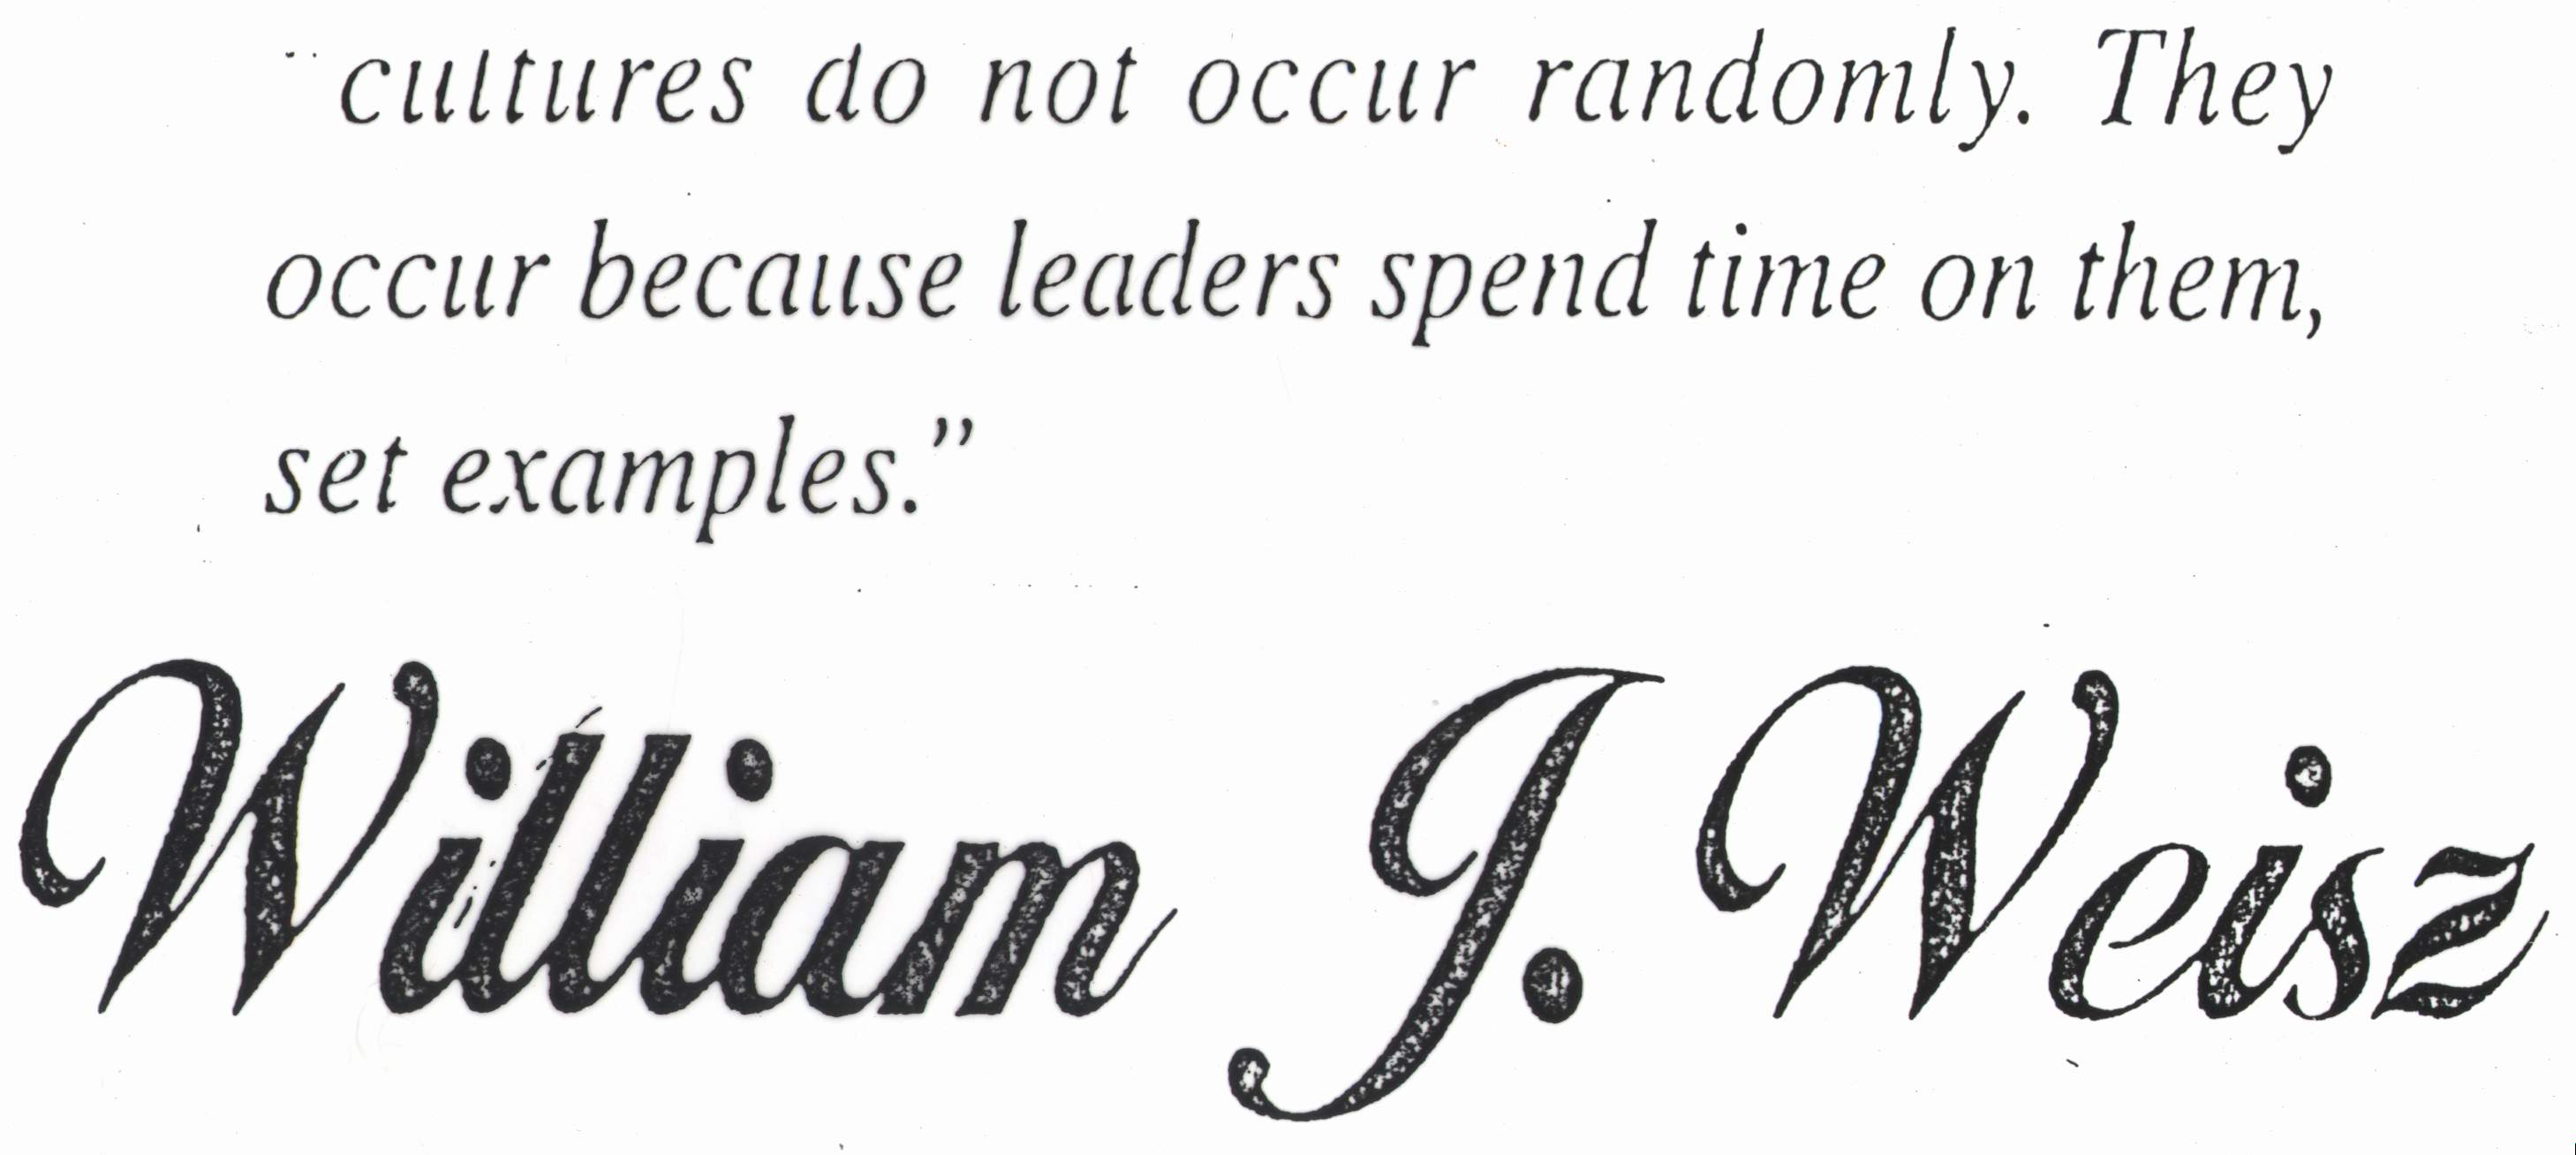 "cultures do not occur randomly. They
occur because leaders spend time on them,
set examples.”
William J. Weisz